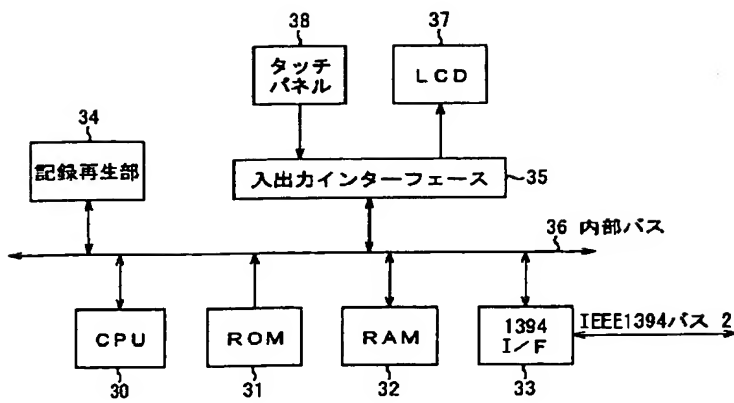 38
37
タッチ
パネル
LCD
34
記録再生部
入出力インターフェース
35
36 内部バス
CPU
ROM
RAM
1394
I/F
IEEE1394バス 2
30
31
32
33